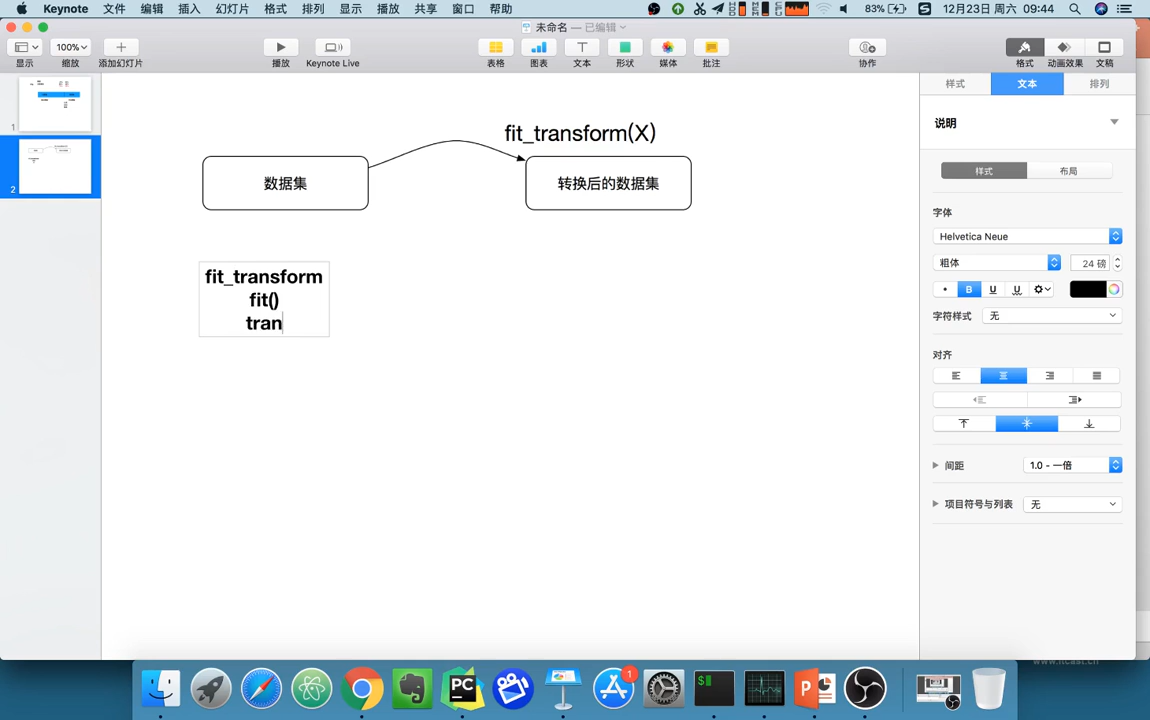 Keynote 文件 编辑 插入 幻灯片 格式 排列 显示 播放 共享 窗口 帮助 83% 12月23日 周六 09:44
未命名 — 已编辑
100%
显示 缩放 添加幻灯片 播放 Keynote Live 表格 图表 文本 形状 媒体 批注 协作 格式 动画效果 文稿
样式 文本 排列
1
2
fit_transform(X)
数据集
转换后的数据集
fit_transform
fit()
tran
说明
样式 布局
字体
Helvetica Neue
粗体 24 磅
B U U
字符样式 无
对齐
间距 1.0 - 一倍
项目符号与列表 无
www.itcast.cn
PC
1
$
P